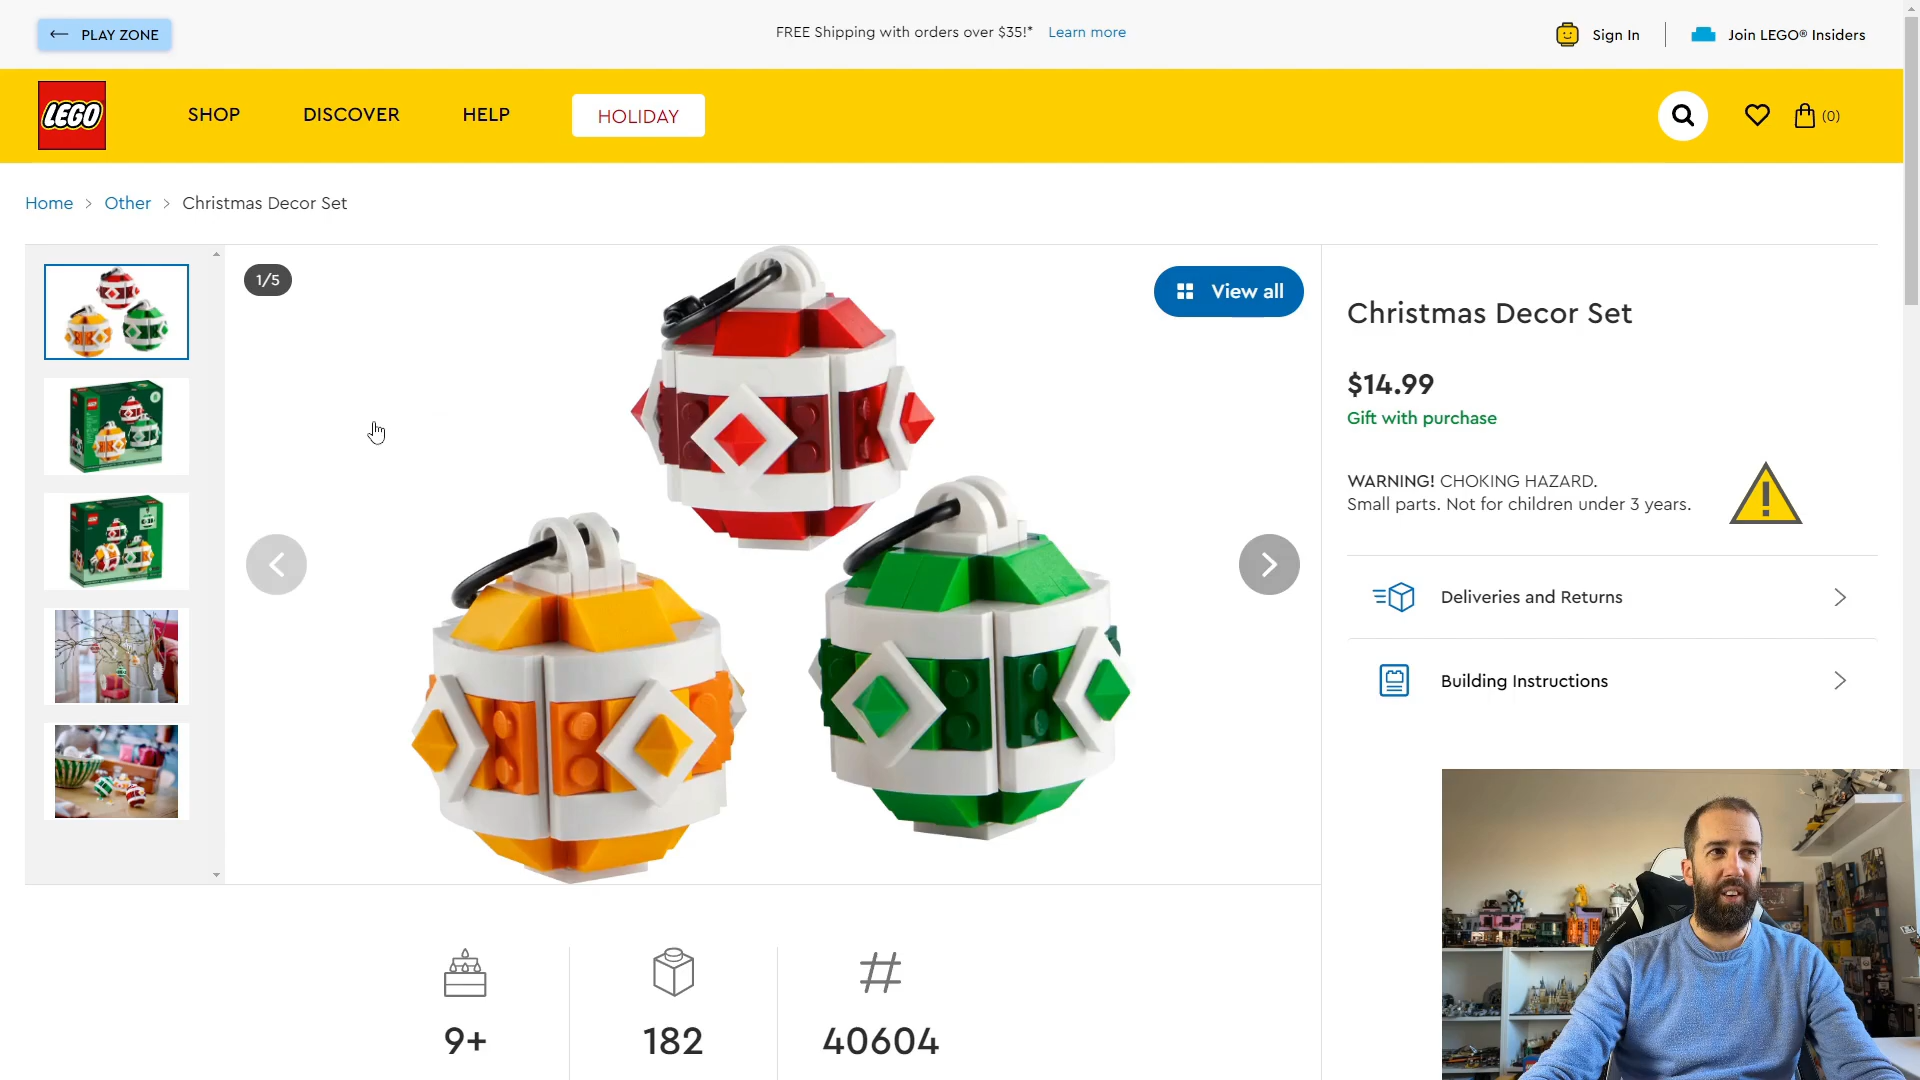 PLAY ZONE
FREE Shipping with orders over $35!* Learn more
Sign In
Join LEGO® Insiders
LEGO
SHOP
DISCOVER
HELP
HOLIDAY
(0)
Home > Other > Christmas Decor Set
1/5
View all
Christmas Decor Set
$14.99
Gift with purchase
WARNING! CHOKING HAZARD.
Small parts. Not for children under 3 years.
Deliveries and Returns
Building Instructions
9+
182
40604